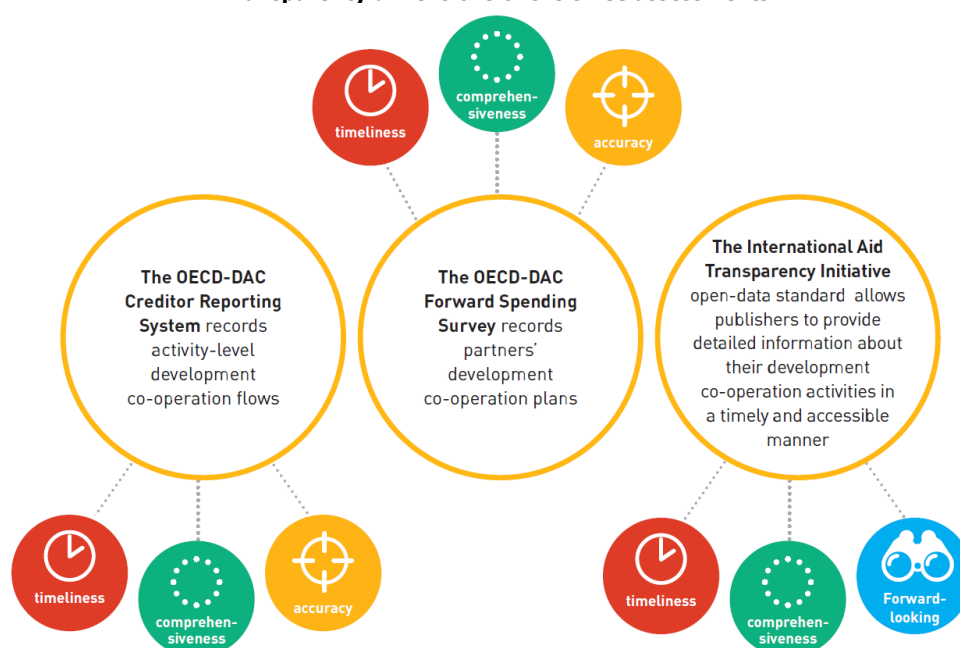 timeliness
comprehen-
siveness
accuracy
The OECD-DAC
Creditor Reporting
System records
activity-level
development
co-operation flows
The OECD-DAC
Forward Spending
Survey records
partners'
development
co-operation plans
The International Aid
Transparency Initiative
open-data standard allows
publishers to provide
detailed information about
their development
co-operation activities in
a timely and accessible
manner
timeliness
comprehen-
siveness
accuracy
timeliness
comprehen-
siveness
Forward-
looking